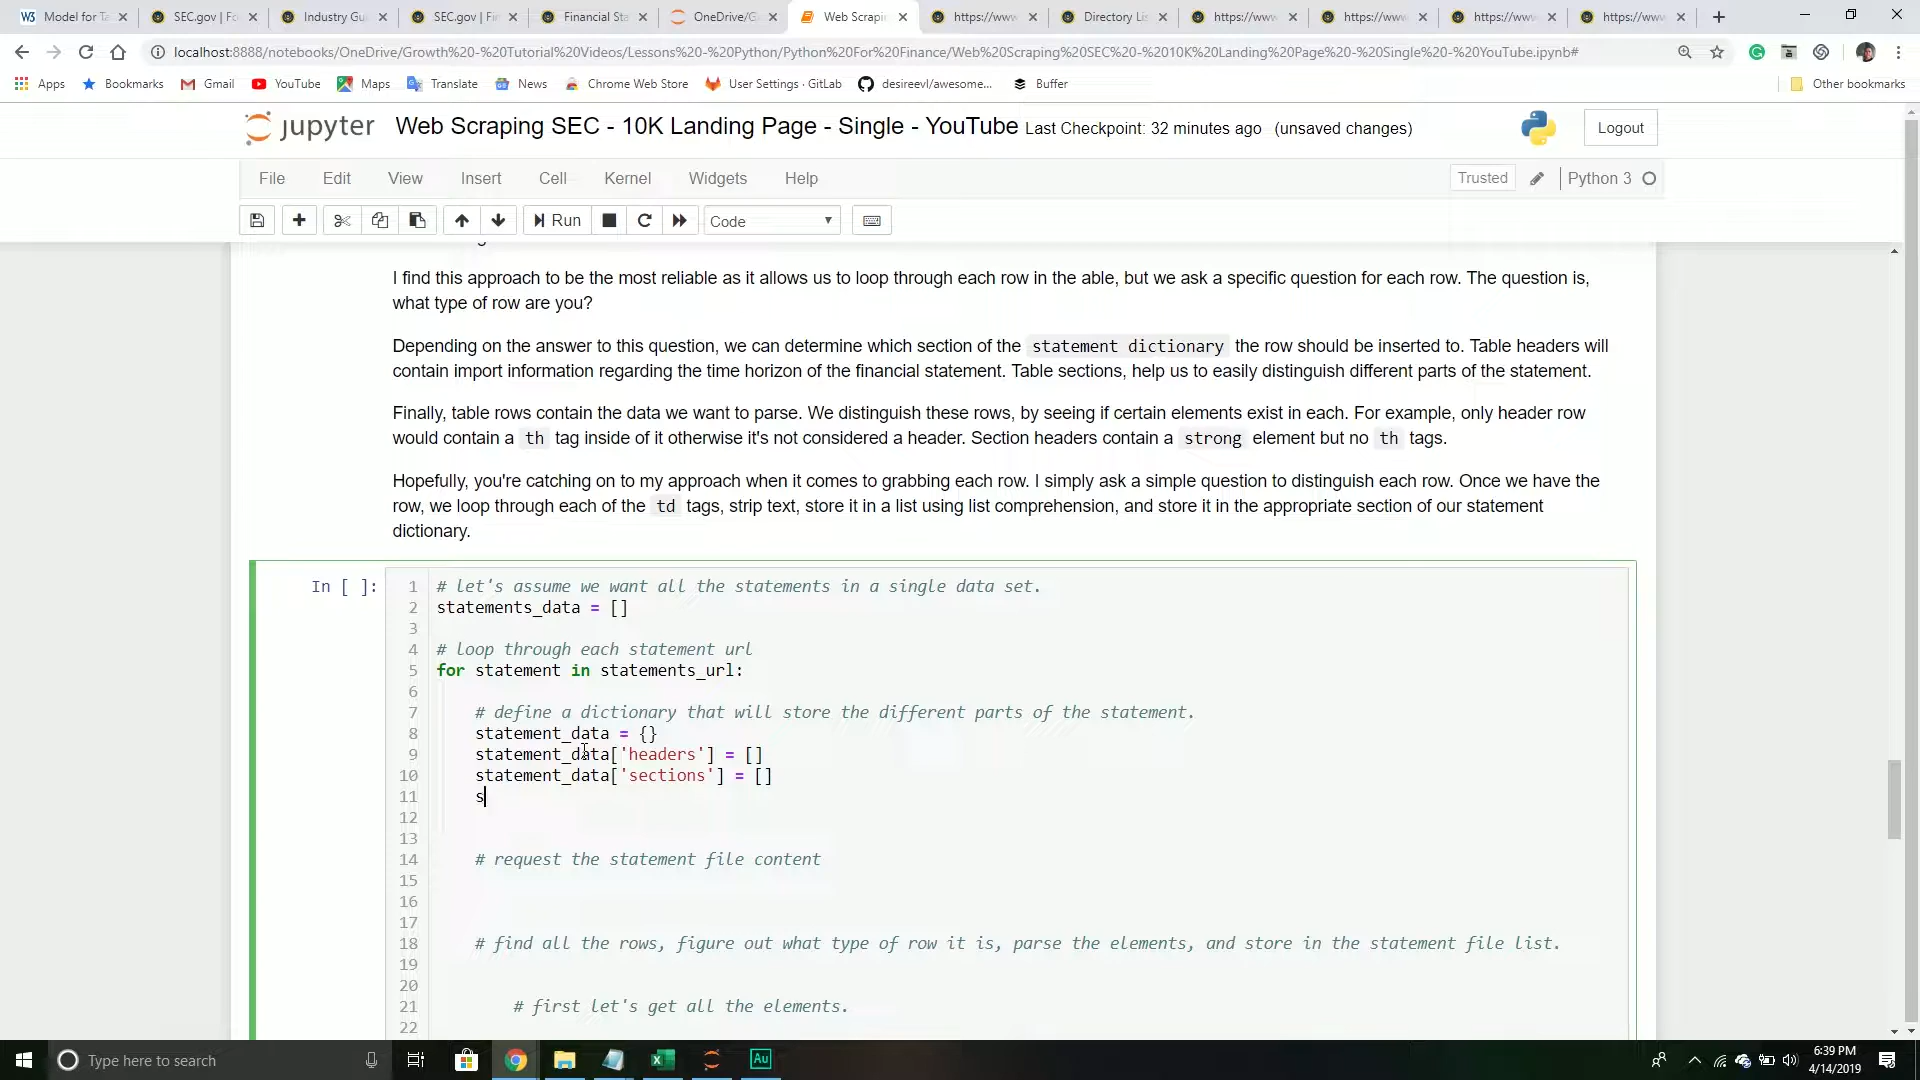 Model for Ta
SEC.gov | Fo
Industry Gu
SEC.gov | Fi
Financial Sta
OneDrive/G
Web Scrapi
https://www
Directory Lis
https://www
https://www
https://www
https://www
localhost:8888/notebooks/OneDrive/Growth%20-%20Tutorial%20Videos/Lessons%20-%20Python/Python%20For%20Finance/Web%20Scraping%20SEC%20-%2010K%20Landing%20Page%20-%20Single%20-%20YouTube.ipynb#
Apps Bookmarks Gmail YouTube Maps Translate News Chrome Web Store User Settings · GitLab desireevl/awesome... Buffer Other bookmarks
jupyter Web Scraping SEC - 10K Landing Page - Single - YouTube Last Checkpoint: 32 minutes ago (unsaved changes) Logout
File Edit View Insert Cell Kernel Widgets Help Trusted Python 3
Run Code
I find this approach to be the most reliable as it allows us to loop through each row in the able, but we ask a specific question for each row. The question is,
what type of row are you?
Depending on the answer to this question, we can determine which section of the statement dictionary the row should be inserted to. Table headers will
contain import information regarding the time horizon of the financial statement. Table sections, help us to easily distinguish different parts of the statement.
Finally, table rows contain the data we want to parse. We distinguish these rows, by seeing if certain elements exist in each. For example, only header row
would contain a th tag inside of it otherwise it's not considered a header. Section headers contain a strong element but no th tags.
Hopefully, you're catching on to my approach when it comes to grabbing each row. I simply ask a simple question to distinguish each row. Once we have the
row, we loop through each of the td tags, strip text, store it in a list using list comprehension, and store it in the appropriate section of our statement
dictionary.
In [ ]: 1 # let's assume we want all the statements in a single data set.
2 statements_data = []
3
4 # loop through each statement url
5 for statement in statements_url:
6
7 # define a dictionary that will store the different parts of the statement.
8 statement_data = {}
9 statement_data['headers'] = []
10 statement_data['sections'] = []
11 s
12
13
14 # request the statement file content
15
16
17
18 # find all the rows, figure out what type of row it is, parse the elements, and store in the statement file list.
19
20
21 # first let's get all the elements.
22
Type here to search
Au
6:39 PM
4/14/2019